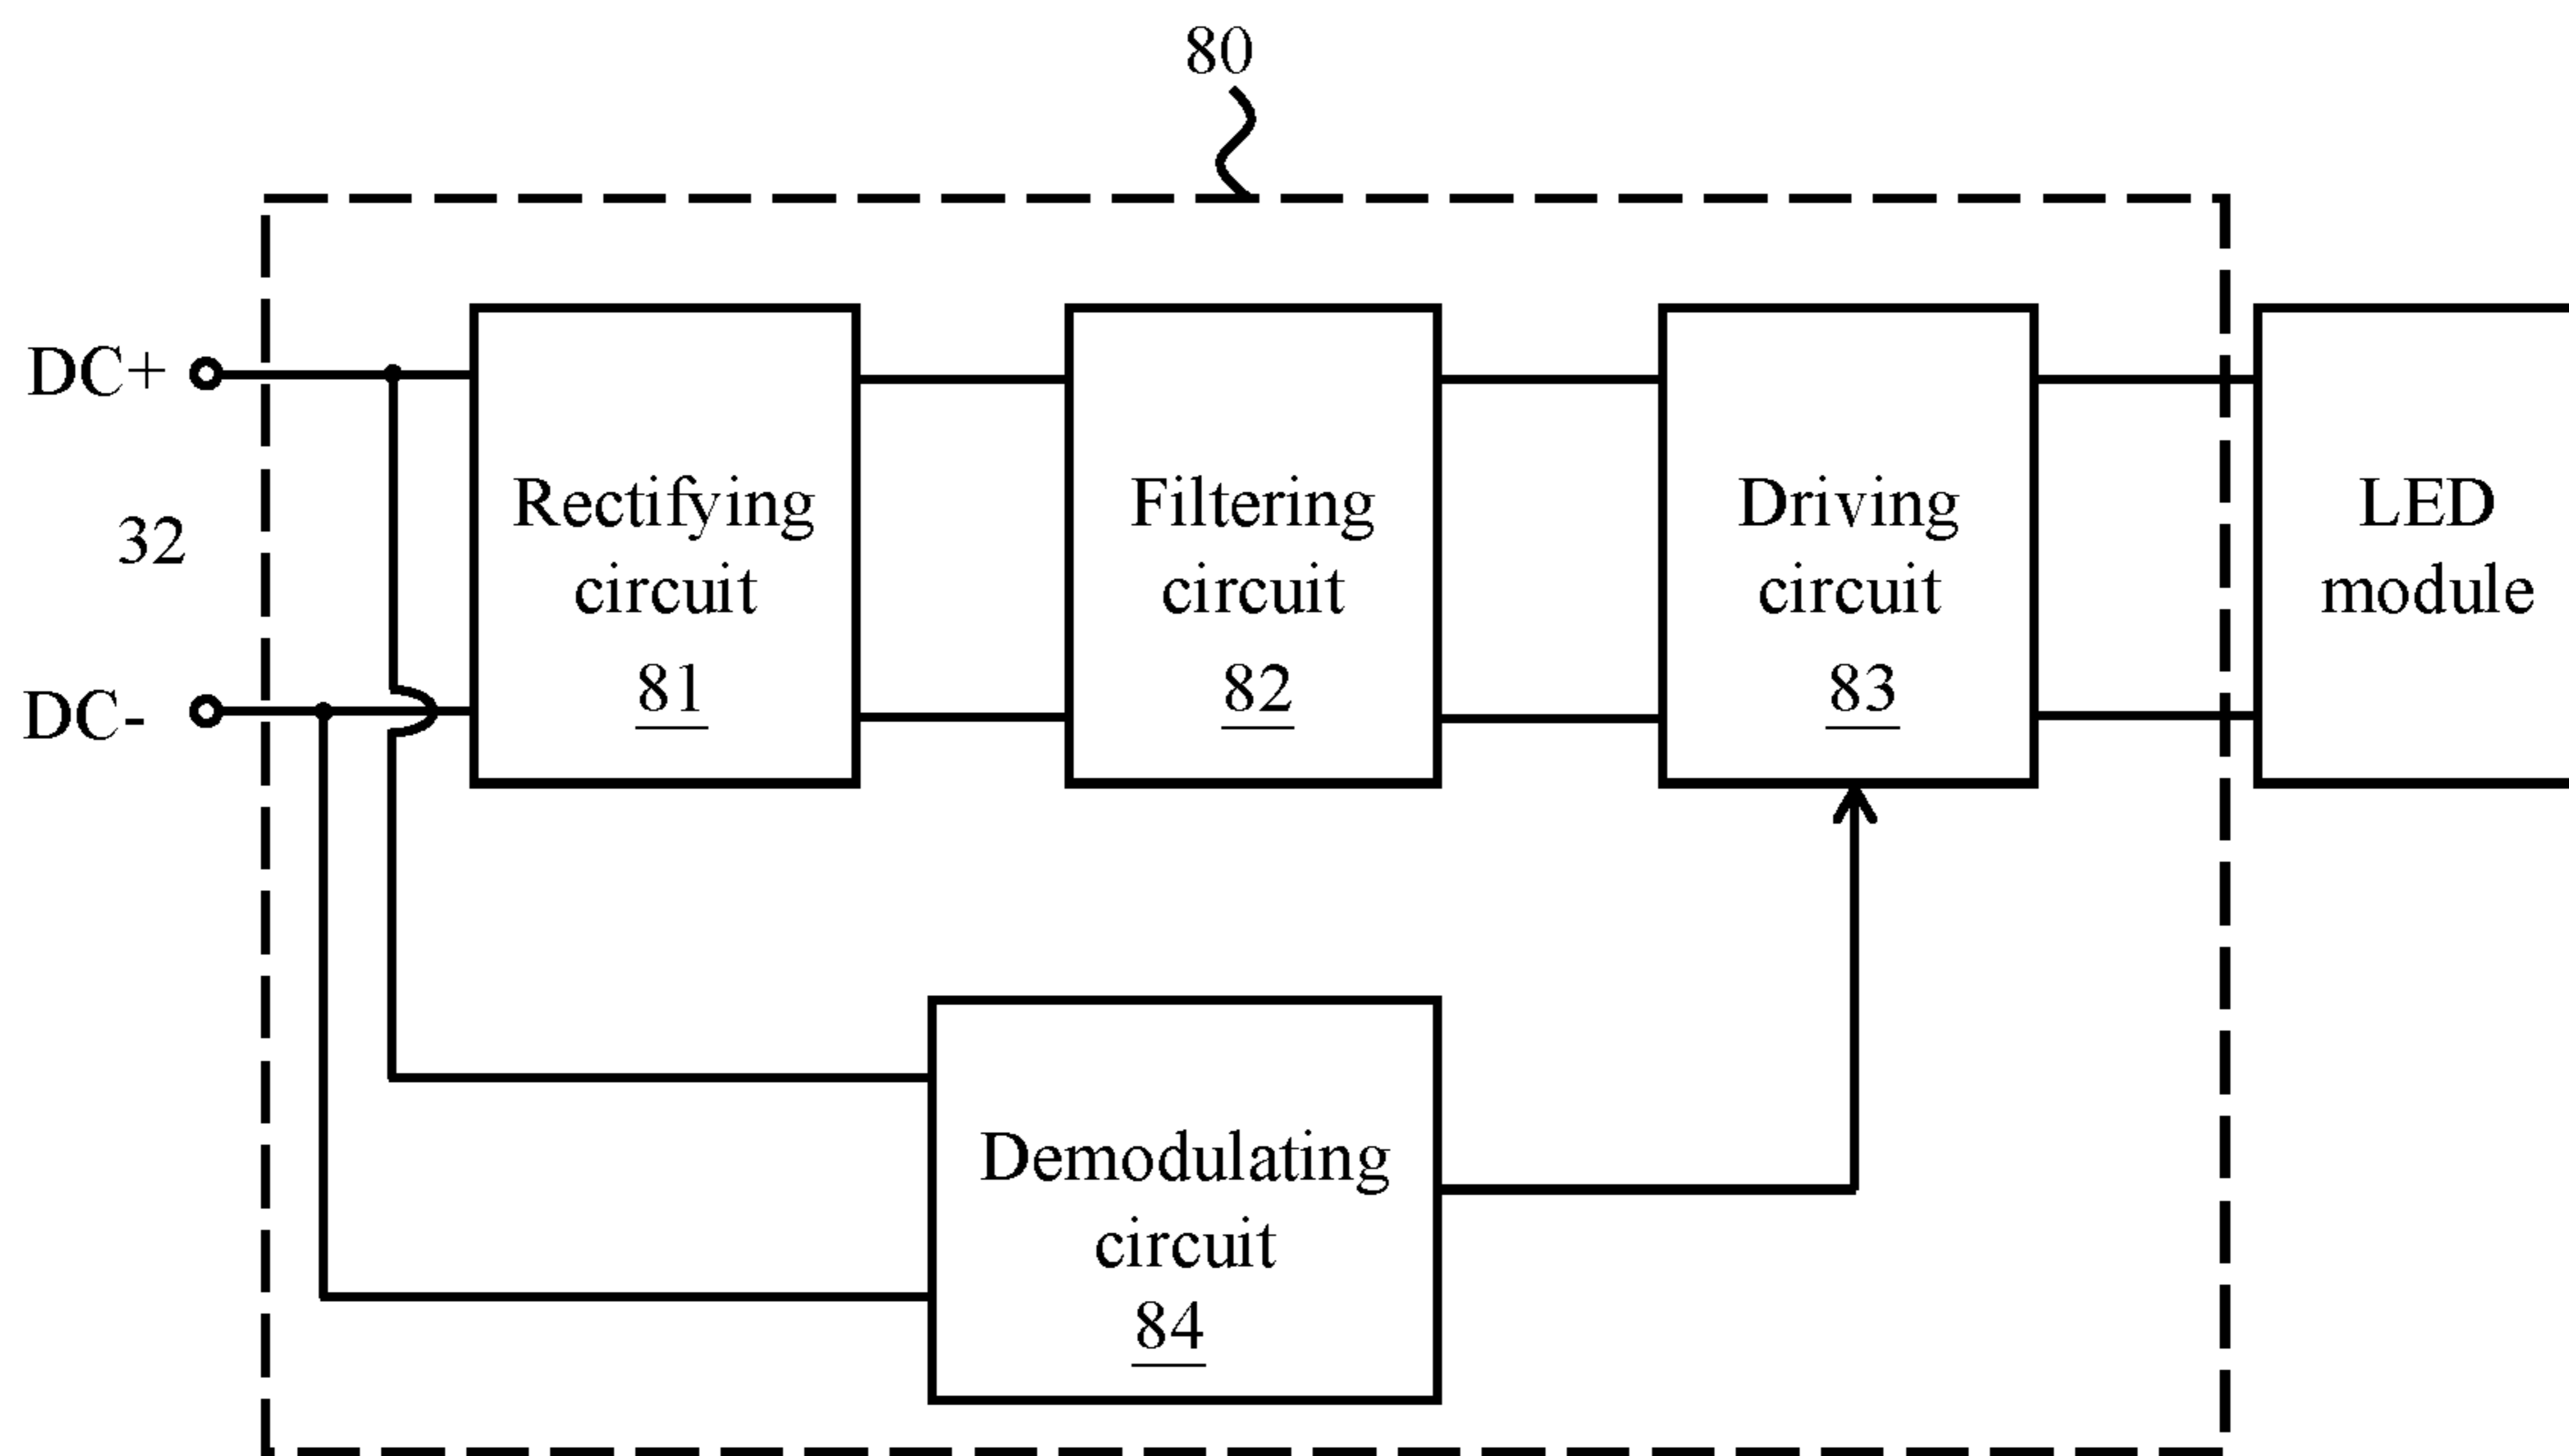 80
DC+
32
DC-
Rectifying
circuit
81
Filtering
circuit
82
Driving
circuit
83
LED
module
Demodulating
circuit
84